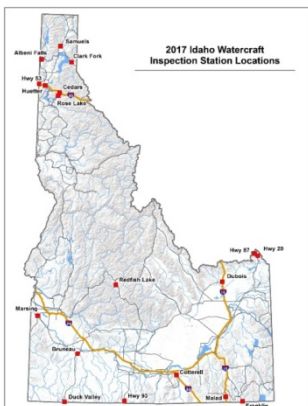 2017 Idaho Watercraft
Inspection Station Locations
Samuels
Albeni Falls
Clark Fork
Hwy 53
Cedars
Huetter
Rose Lake
Hwy 87
Hwy 20
Dubois
Redfish Lake
Marsing
Bruneau
Cotterell
Duck Valley
Hwy 93
Malad
Franklin